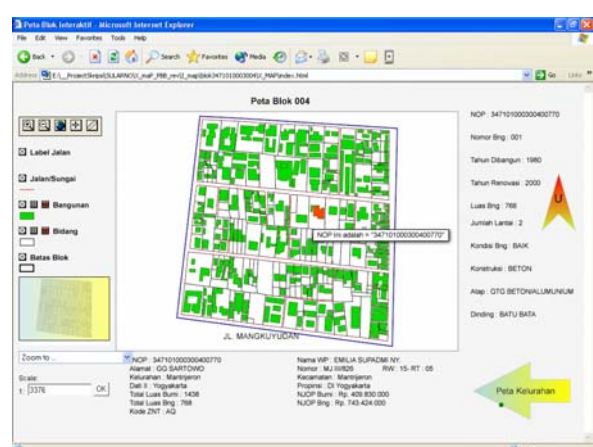 Peta Blok Interaktif - Microsoft Internet Explorer
File Edit View Favorites Tools Help
Back Search Favorites Media
Address Go Links
Peta Blok 004
Label Jalan
Jalan/Sungai
Bangunan
Bidang
Batas Blok
Zoom to ...
Scale:
1: 3376 OK
NOP ini adalah = "347101000300400770"
JL. MANGKUYUDAN
NOP : 347101000300400770
Nomor Bng : 001
Tahun Dibangun : 1980
Tahun Renovasi : 2000
Luas Bng : 768
Jumlah Lantai : 2
Kondisi Bng : BAIK
Konstruksi : BETON
Atap : GTG BETON/ALUMUNIUM
Dinding : BATU BATA
U
NOP : 347101000300400770
Alamat : GG SARTOWO
Kelurahan : Mantrijeron
Dati II : Yogyakarta
Total Luas Bumi : 1438
Total Luas Bng : 768
Kode ZNT : AQ
Nama WP : EMILIA SUPADMI NY.
Nomor : MJ.III/826 RW : 15- RT : 05
Kecamatan : Mantrijeron
Propinsi : DI Yogyakarta
NJOP Bumi : Rp. 409.830.000
NJOP Bng : Rp. 743.424.000
Peta Kelurahan